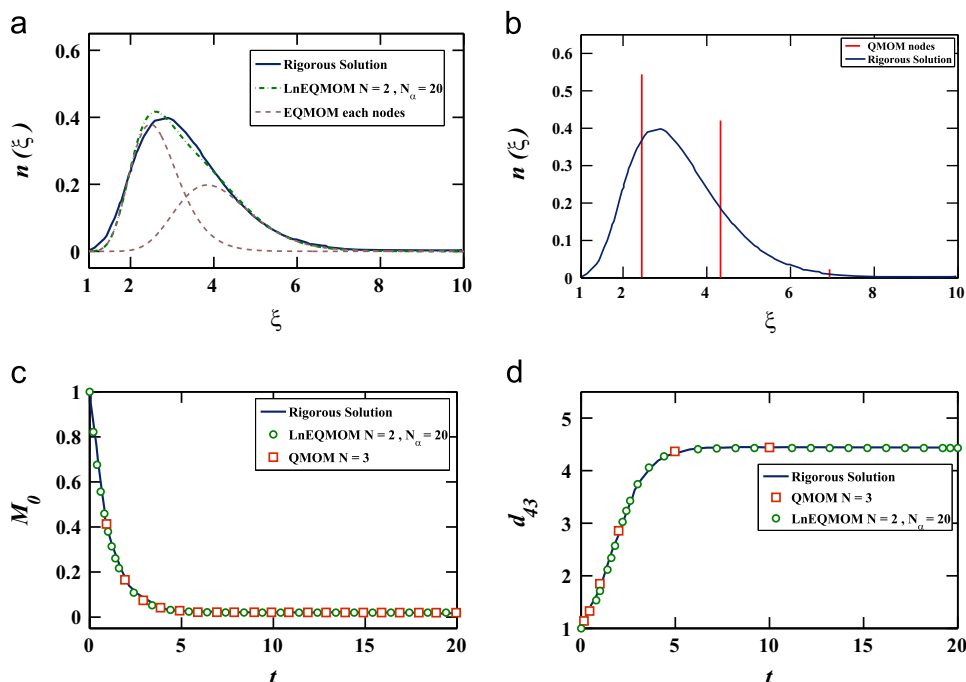 a
0.6
0.4
0.2
0
n (ξ)
1
2
4
6
8
10
ξ
Rigorous Solution
LnEQMOM N = 2 , Nα = 20
EQMOM each nodes
b
0.6
0.5
0.4
0.3
0.2
0.1
0
n (ξ)
1
2
4
6
8
10
ξ
QMOM nodes
Rigorous Solution
c
1
0.8
0.6
0.4
0.2
0
M0
0
5
10
15
20
t
Rigorous Solution
LnEQMOM N = 2 , Nα = 20
QMOM N = 3
d
5
4
3
2
1
d43
0
5
10
15
20
t
Rigorous Solution
QMOM N = 3
LnEQMOM N = 2 , Nα = 20